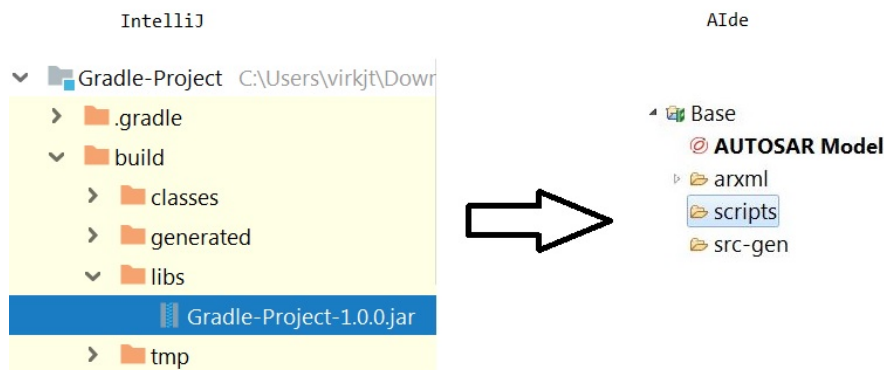 IntelliJ
Gradle-Project C:\Users\virkjt\Dowr
.gradle
build
classes
generated
libs
Gradle-Project-1.0.0.jar
tmp
AIde
Base
AUTOSAR Model
arxml
scripts
src-gen